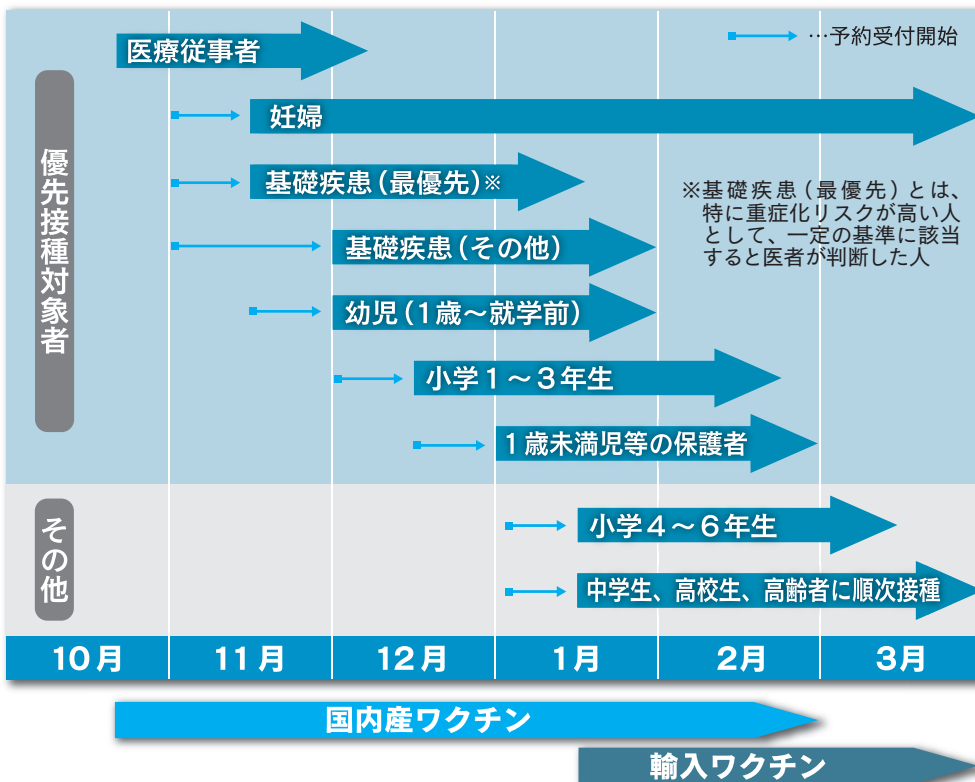 …予約受付開始
優先接種対象者
医療従事者
妊婦
基礎疾患（最優先）※
※基礎疾患（最優先）とは、
特に重症化リスクが高い人
として、一定の基準に該当
すると医者が判断した人
基礎疾患（その他）
幼児（1歳～就学前）
小学1～3年生
1歳未満児等の保護者
その他
小学4～6年生
中学生、高校生、高齢者に順次接種
10月 11月 12月 1月 2月 3月
国内産ワクチン
輸入ワクチン